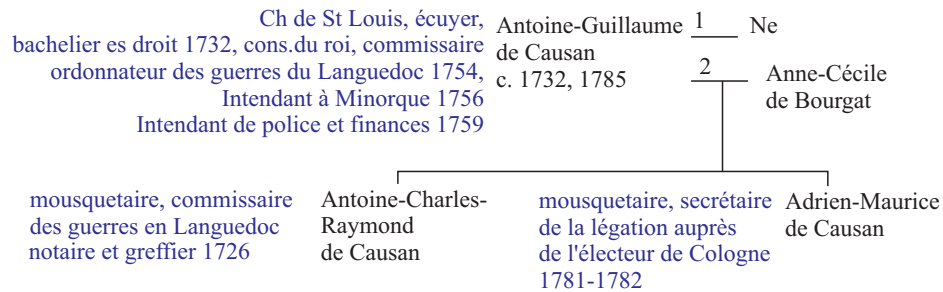 Ch de St Louis, écuyer,
bachelier es droit 1732, cons.du roi, commissaire
ordonnateur des guerres du Languedoc 1754,
Intendant à Minorque 1756
Intendant de police et finances 1759
Antoine-Guillaume
de Causan
c. 1732, 1785
1
Ne
2
Anne-Cécile
de Bourgat
mousquetaire, commissaire
des guerres en Languedoc
notaire et greffier 1726
Antoine-Charles-
Raymond
de Causan
mousquetaire, secrétaire
de la légation auprès
de l'électeur de Cologne
1781-1782
Adrien-Maurice
de Causan